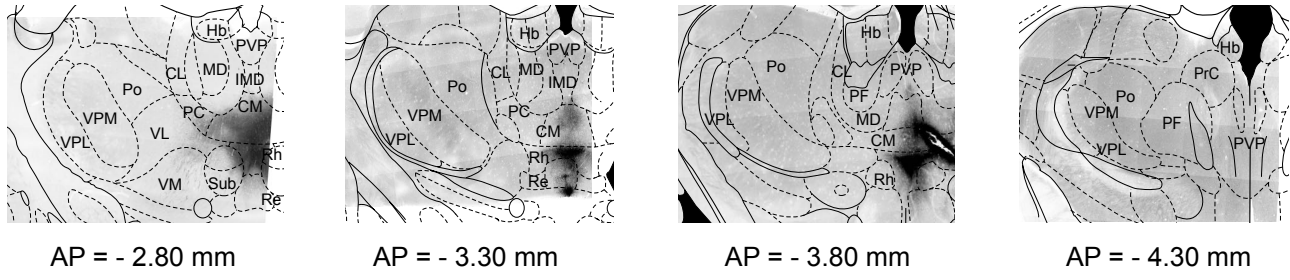 Hb
PVP
CL
MD
IMD
Po
CM
PC
VPM
VL
VPL
Rh
VM
Sub
Re
AP = - 2.80 mm
Hb
PVP
CL
MD
IMD
Po
PC
VPM
CM
VPL
Rh
Re
AP = - 3.30 mm
Hb
Po
CL
PVP
VPM
PF
MD
VPL
CM
Rh
AP = - 3.80 mm
Hb
PrC
Po
VPM
PF
VPL
PVP
AP = - 4.30 mm